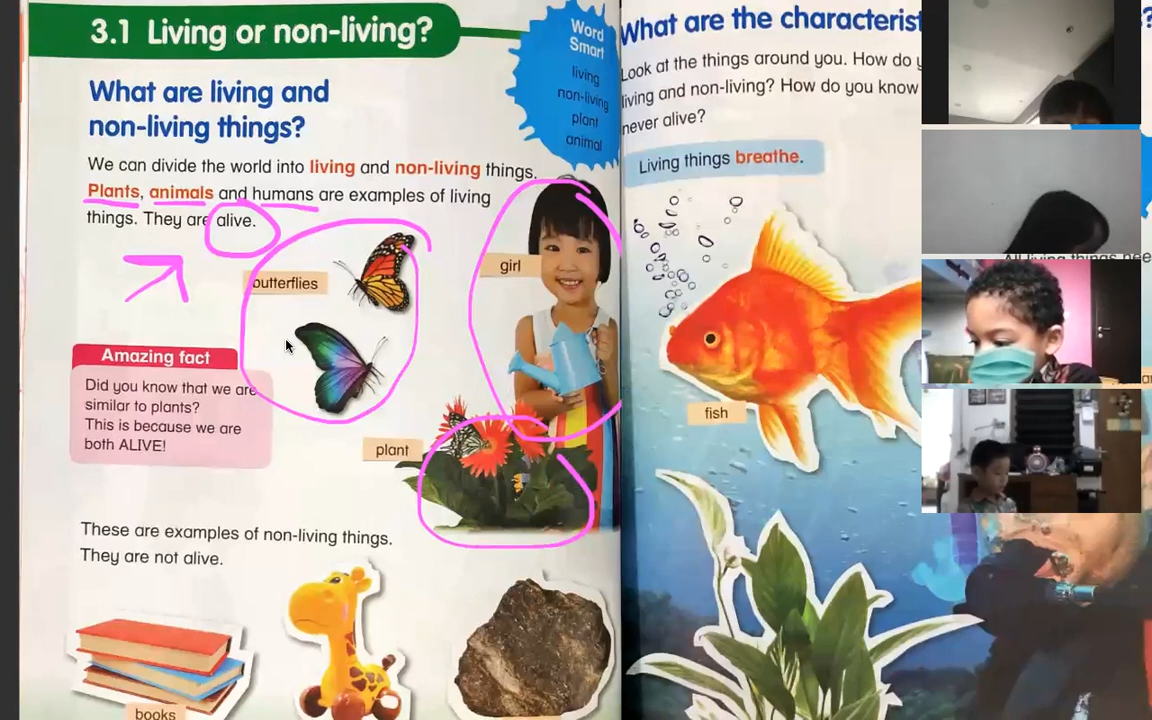 3.1 Living or non-living?
Word
Smart
living
non-living
plant
animal
What are living and
non-living things?
We can divide the world into living and non-living things.
Plants, animals and humans are examples of living
things. They are alive.
butterflies
girl
Amazing fact
Did you know that we are
similar to plants?
This is because we are
both ALIVE!
plant
These are examples of non-living things.
They are not alive.
books
What are the
?
Look at the things around you. How do
living and non-living? How do you know
never alive?
Living things breathe.
fish